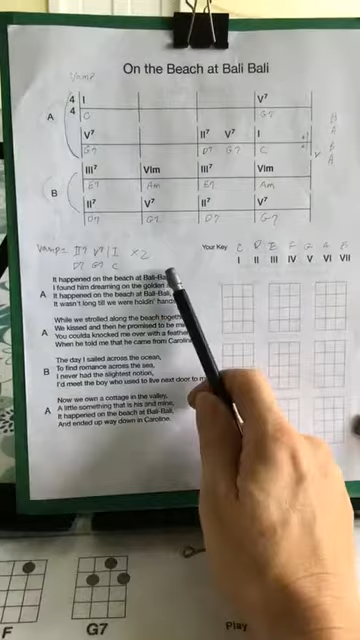 Vamp
On the Beach at Bali Bali
A 4/4 I V7
C G7
V7 II7 V7 I
G7 D7 G7 C
B III7 VIm III7 VIm
E7 Am E7 Am
II7 V7 II7 V7
D7 G7 D7 G7
B
A
B
A
Vamp = II7 V7 | I x2
D7 G7 C
Your Key C D E F G A B
I II III IV V VI VII
It happened on the beach at Bali-Bali
I found him dreaming on the golden
A It happened on the beach at Bali-Bali,
It wasn't long till we were holdin' hands
While we strolled along the beach together
We kissed and then he promised to be
A You coulda knocked me over with a feather
When he told me that he came from Carolin
The day I sailed across the ocean,
B To find romance across the sea,
I never had the slightest notion,
I'd meet the boy who used to live next door to m
Now we own a cottage in the valley,
A A little something that is his and mine,
It happened on the beach at Bali-Bali,
And ended up way down in Caroline.
F G7 Play